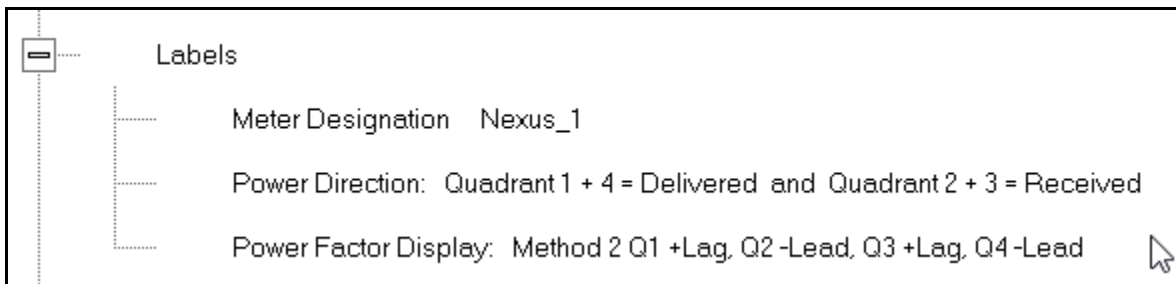 Labels
Meter Designation Nexus_1
Power Direction: Quadrant 1 + 4 = Delivered and Quadrant 2 + 3 = Received
Power Factor Display: Method 2 Q1 +Lag, Q2 -Lead, Q3 +Lag, Q4 -Lead